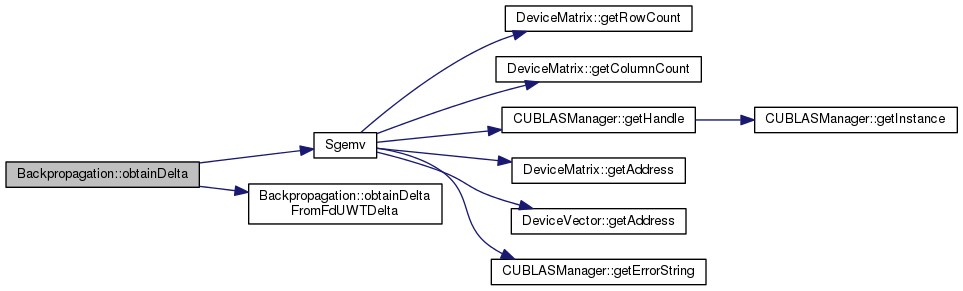 DeviceMatrix::getRowCount
DeviceMatrix::getColumnCount
CUBLASManager::getHandle
CUBLASManager::getInstance
Sgemv
DeviceMatrix::getAddress
Backpropagation::obtainDelta
Backpropagation::obtainDelta
FromFdUWTDelta
DeviceVector::getAddress
CUBLASManager::getErrorString